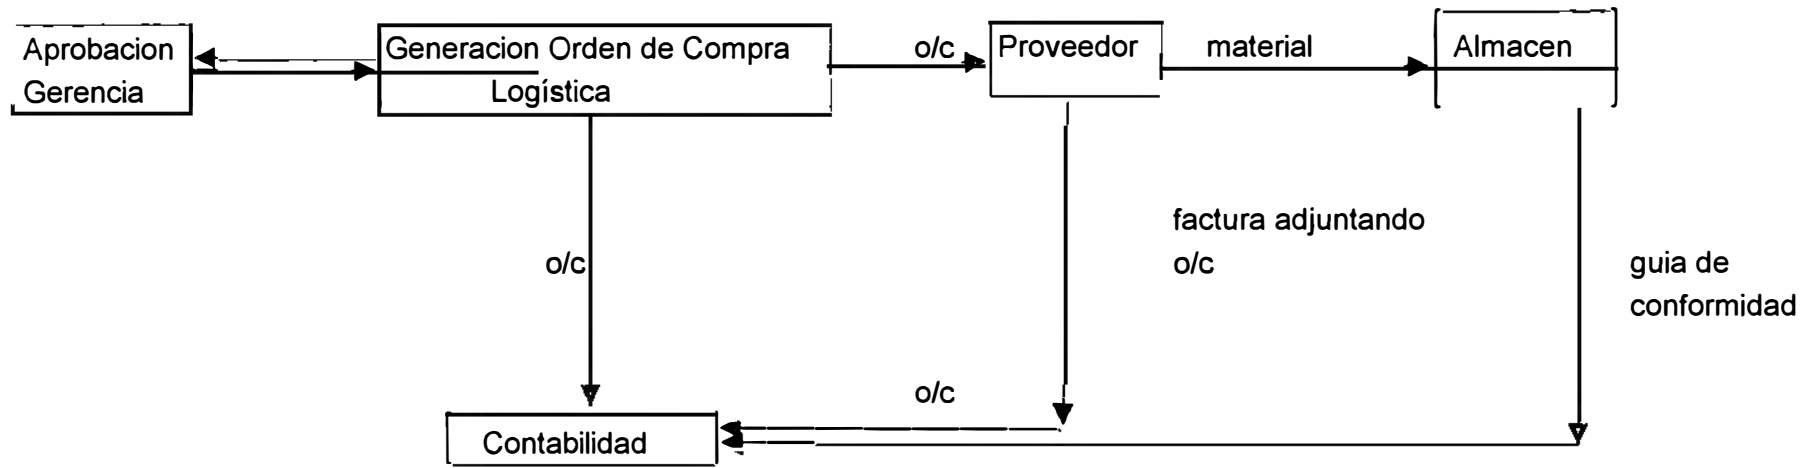 Aprobacion
Gerencia
Generacion Orden de Compra
Logística
o/c
Proveedor
material
Almacen
o/c
factura adjuntando
o/c
guia de
conformidad
o/c
Contabilidad